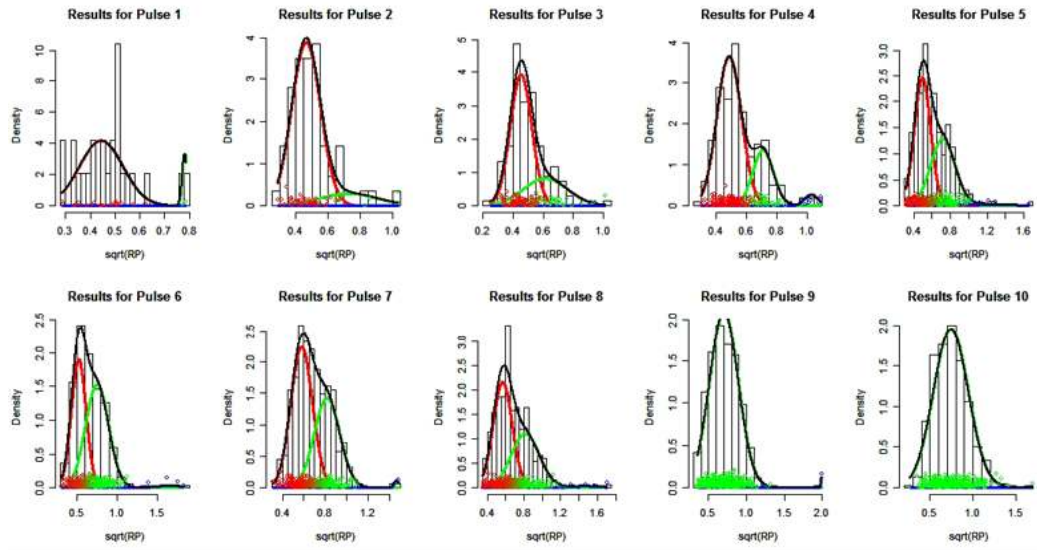 Results for Pulse 1
Density
0 2 4 6 8 10
0.3 0.4 0.5 0.6 0.7 0.8
sqrt(RP)
Results for Pulse 2
Density
0 1 2 3 4
0.4 0.6 0.8 1.0
sqrt(RP)
Results for Pulse 3
Density
0 1 2 3 4 5
0.2 0.4 0.6 0.8 1.0
sqrt(RP)
Results for Pulse 4
Density
0 1 2 3 4
0.4 0.6 0.8 1.0
sqrt(RP)
Results for Pulse 5
Density
0.0 0.5 1.0 1.5 2.0 2.5 3.0
0.4 0.8 1.2 1.6
sqrt(RP)
Results for Pulse 6
Density
0.0 0.5 1.0 1.5 2.0 2.5
0.5 1.0 1.5
sqrt(RP)
Results for Pulse 7
Density
0.0 0.5 1.0 1.5 2.0 2.5
0.4 0.8 1.2
sqrt(RP)
Results for Pulse 8
Density
0.0 0.5 1.0 1.5 2.0 2.5 3.0
0.4 0.8 1.2 1.6
sqrt(RP)
Results for Pulse 9
Density
0.0 0.5 1.0 1.5 2.0
0.5 1.0 1.5 2.0
sqrt(RP)
Results for Pulse 10
Density
0.0 0.5 1.0 1.5 2.0
0.5 1.0 1.5
sqrt(RP)